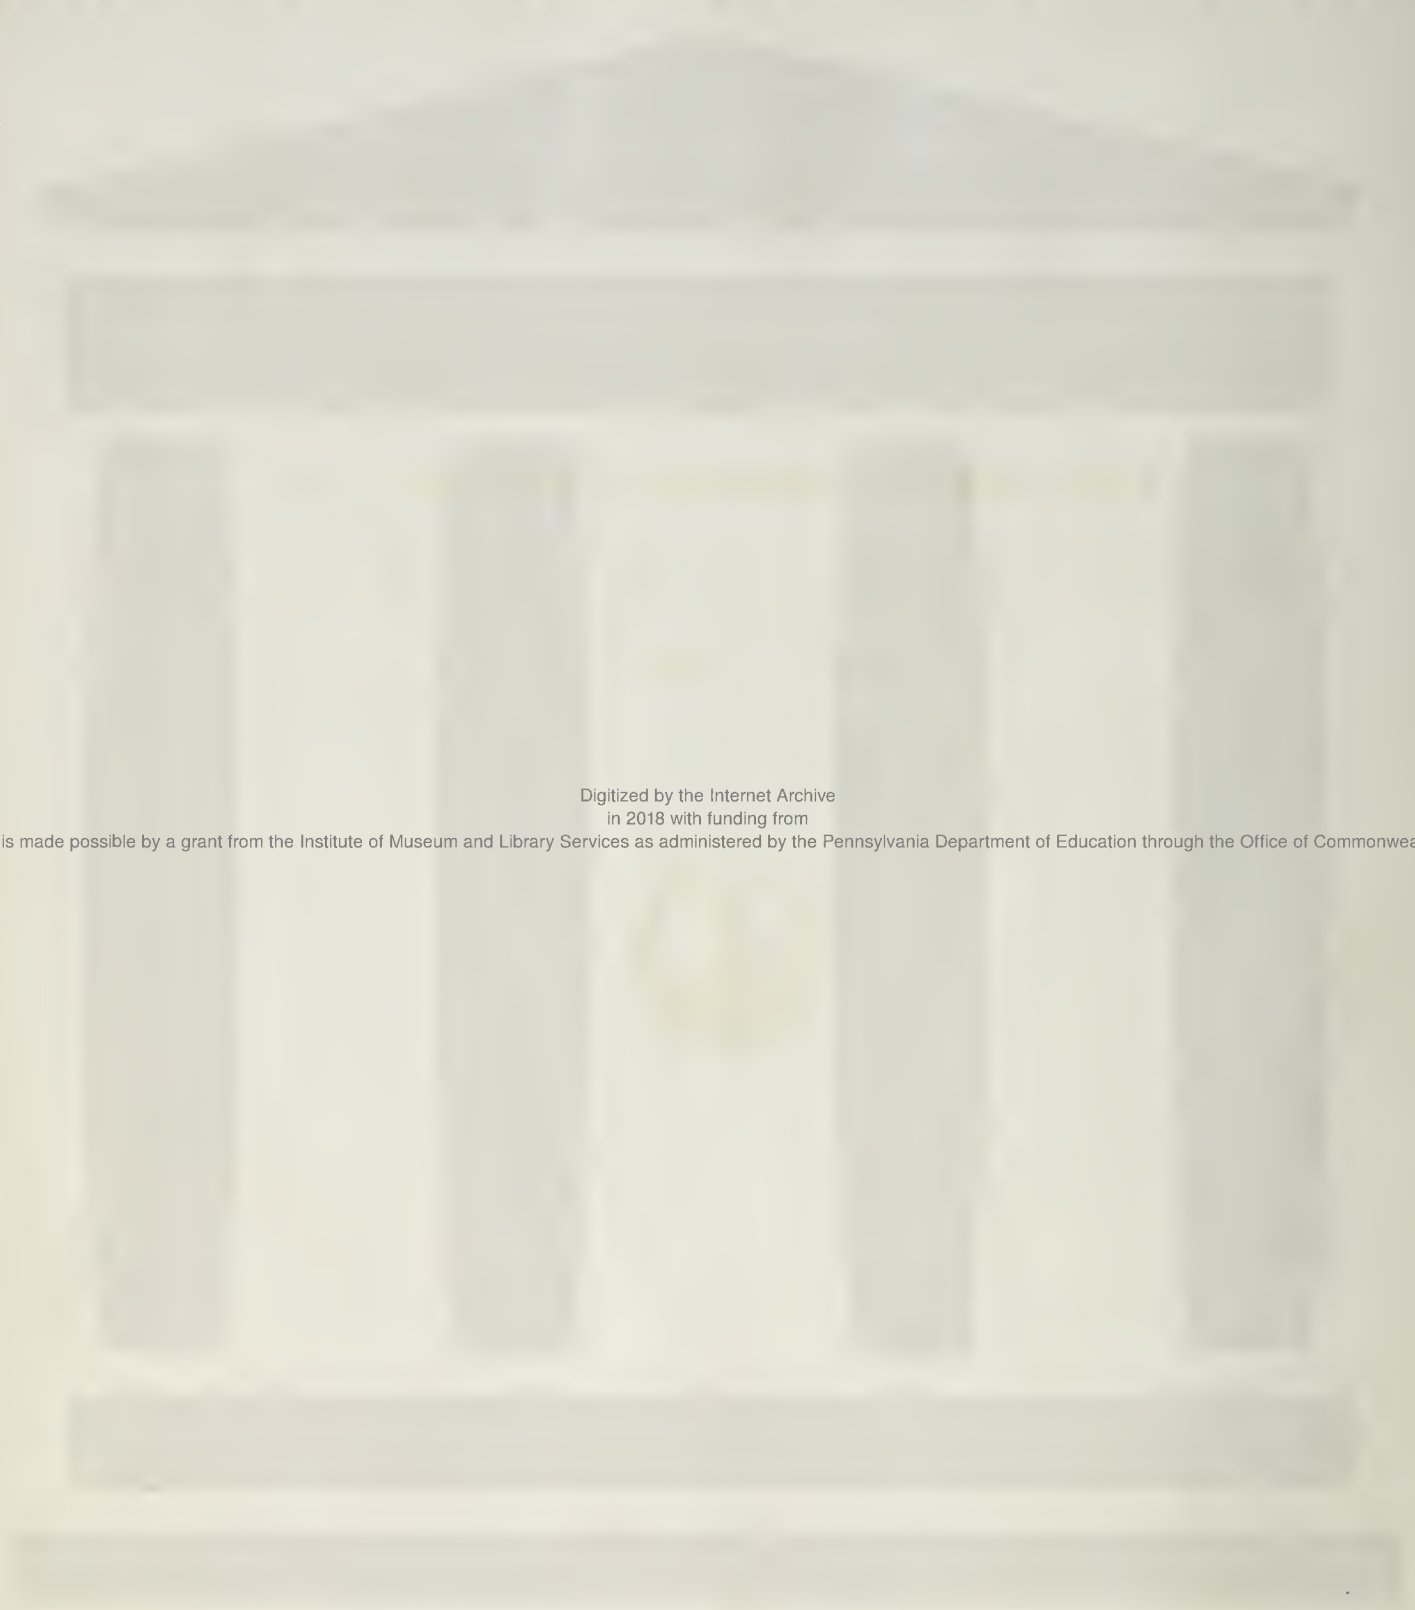 Digitized by the Internet Archive
in 2018 with funding from
is made possible by a grant from the Institute of Museum and Library Services as administered by the Pennsylvania Department of Education through the Office of